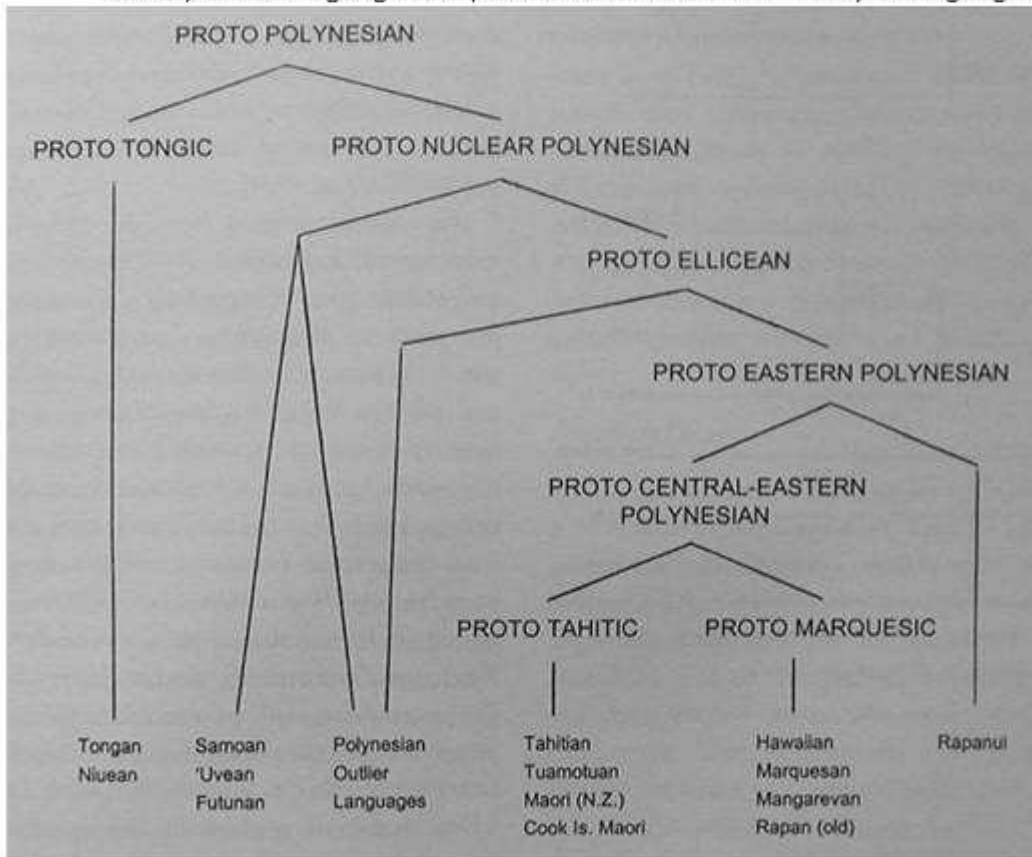 PROTO POLYNESIAN
PROTO TONGIC
PROTO NUCLEAR POLYNESIAN
PROTO ELLICEAN
PROTO EASTERN POLYNESIAN
PROTO CENTRAL-EASTERN
POLYNESIAN
PROTO TAHITIC
PROTO MARQUESIC
Tongan
Niuean
Samoan
'Uvean
Futunan
Polynesian
Outlier
Languages
Tahitian
Tuamotuan
Maori (N.Z.)
Cook Is. Maori
Hawaiian
Marquesan
Mangarevan
Rapan (old)
Rapanui